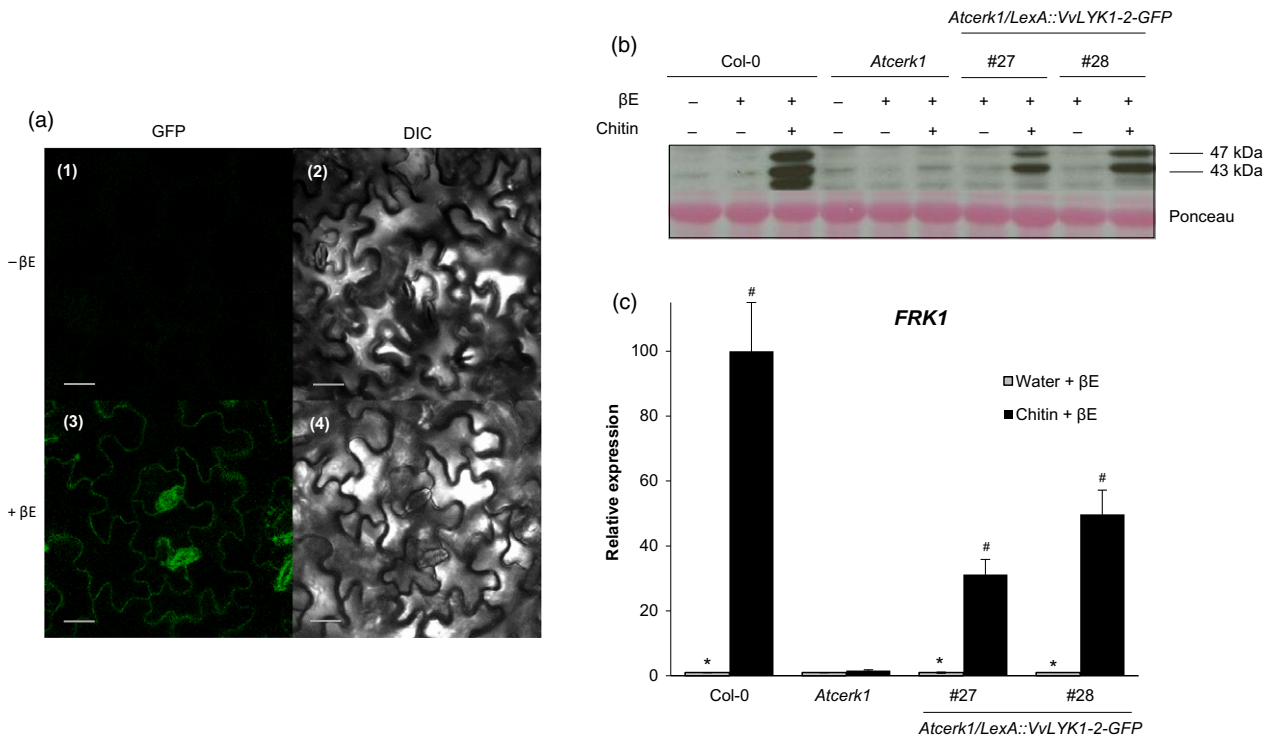 (a)
GFP DIC
(1) (2)
–βE
(3) (4)
+ βE
(b)
Atcerk1/LexA::VvLYK1-2-GFP
Col-0 Atcerk1 #27 #28
βE – + + – + + + + + +
Chitin – – + – – + – + – +
47 kDa
43 kDa
Ponceau
(c)
FRK1
# # #
Water + βE
Chitin + βE
Relative expression
100
80
60
40
20
0
* * *
Col-0 Atcerk1 #27 #28
Atcerk1/LexA::VvLYK1-2-GFP